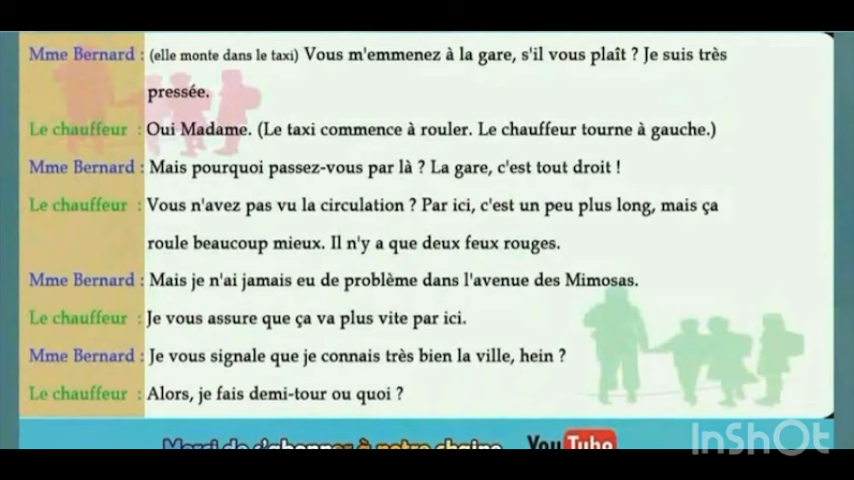 Mme Bernard : (elle monte dans le taxi) Vous m'emmenez à la gare, s'il vous plaît ? Je suis très
pressée.
Le chauffeur : Oui Madame. (Le taxi commence à rouler. Le chauffeur tourne à gauche.)
Mme Bernard : Mais pourquoi passez-vous par là ? La gare, c'est tout droit !
Le chauffeur : Vous n'avez pas vu la circulation ? Par ici, c'est un peu plus long, mais ça
roule beaucoup mieux. Il n'y a que deux feux rouges.
Mme Bernard : Mais je n'ai jamais eu de problème dans l'avenue des Mimosas.
Le chauffeur : Je vous assure que ça va plus vite par ici.
Mme Bernard : Je vous signale que je connais très bien la ville, hein ?
Le chauffeur : Alors, je fais demi-tour ou quoi ?
Merci de s'abonner à notre chaine YouTube
InShOt